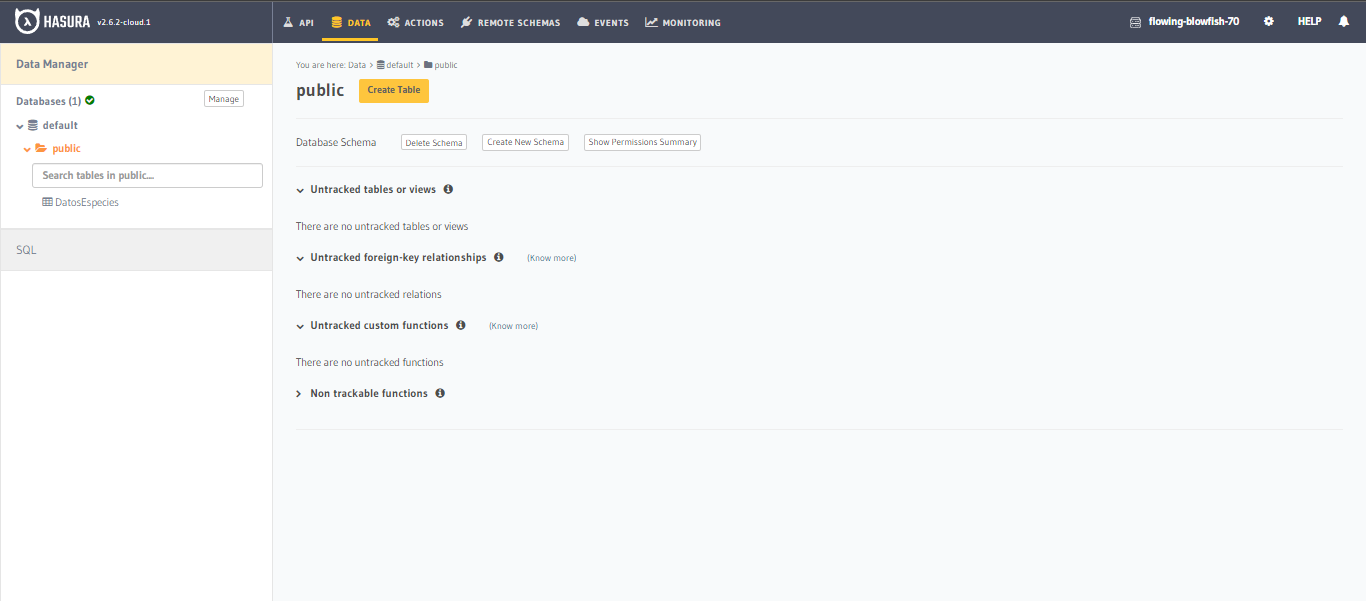 HASURA v2.6.2-cloud.1 API DATA ACTIONS REMOTE SCHEMAS EVENTS MONITORING flowing-blowfish-70 HELP
Data Manager
Databases (1) Manage
default
public
Search tables in public....
DatosEspecies
SQL
You are here: Data > default > public
public Create Table
Database Schema Delete Schema Create New Schema Show Permissions Summary
Untracked tables or views
There are no untracked tables or views
Untracked foreign-key relationships (Know more)
There are no untracked relations
Untracked custom functions (Know more)
There are no untracked functions
Non trackable functions